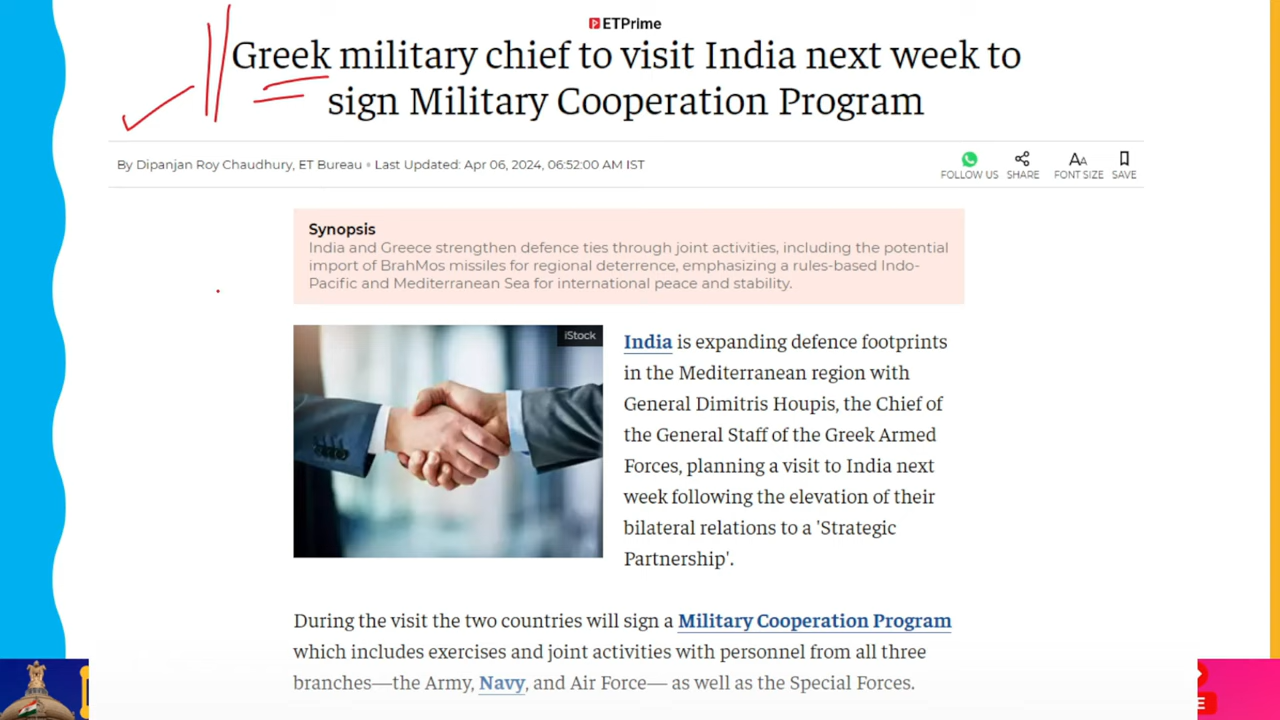 ETPrime
Greek military chief to visit India next week to
sign Military Cooperation Program
By Dipanjan Roy Chaudhury, ET Bureau • Last Updated: Apr 06, 2024, 06:52:00 AM IST
FOLLOW US SHARE FONT SIZE SAVE
Synopsis
India and Greece strengthen defence ties through joint activities, including the potential
import of BrahMos missiles for regional deterrence, emphasizing a rules-based Indo-
Pacific and Mediterranean Sea for international peace and stability.
iStock
India is expanding defence footprints
in the Mediterranean region with
General Dimitris Houpis, the Chief of
the General Staff of the Greek Armed
Forces, planning a visit to India next
week following the elevation of their
bilateral relations to a 'Strategic
Partnership'.
During the visit the two countries will sign a Military Cooperation Program
which includes exercises and joint activities with personnel from all three
branches—the Army, Navy, and Air Force— as well as the Special Forces.